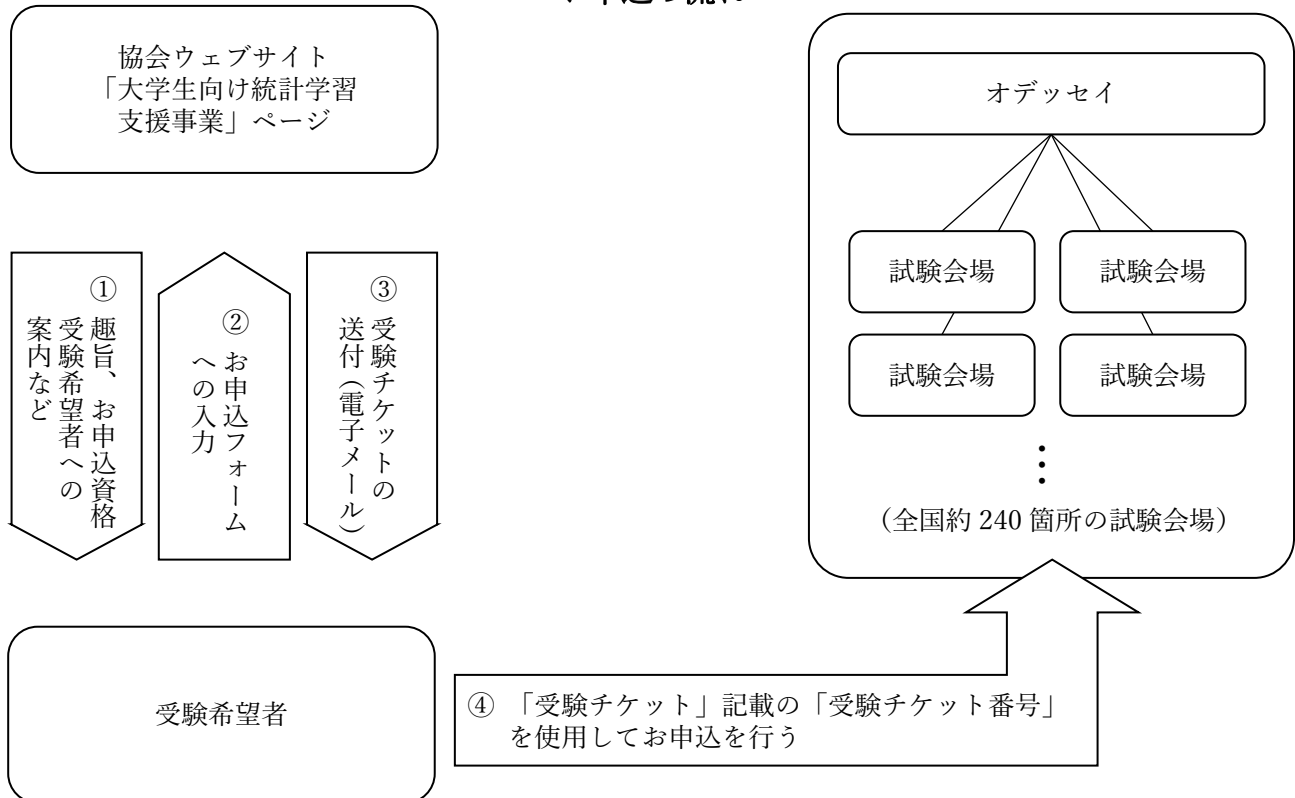 協会ウェブサイト
「大学生向け統計学習
支援事業」ページ
オデッセイ
試験会場
試験会場
試験会場
試験会場
(全国約 240 箇所の試験会場)
①
趣旨、お申込資格
受験希望者への
案内など
②
お申込フォーム
への入力
③
受験チケットの
送付(電子メール)
受験希望者
④ 「受験チケット」記載の「受験チケット番号」
を使用してお申込を行う